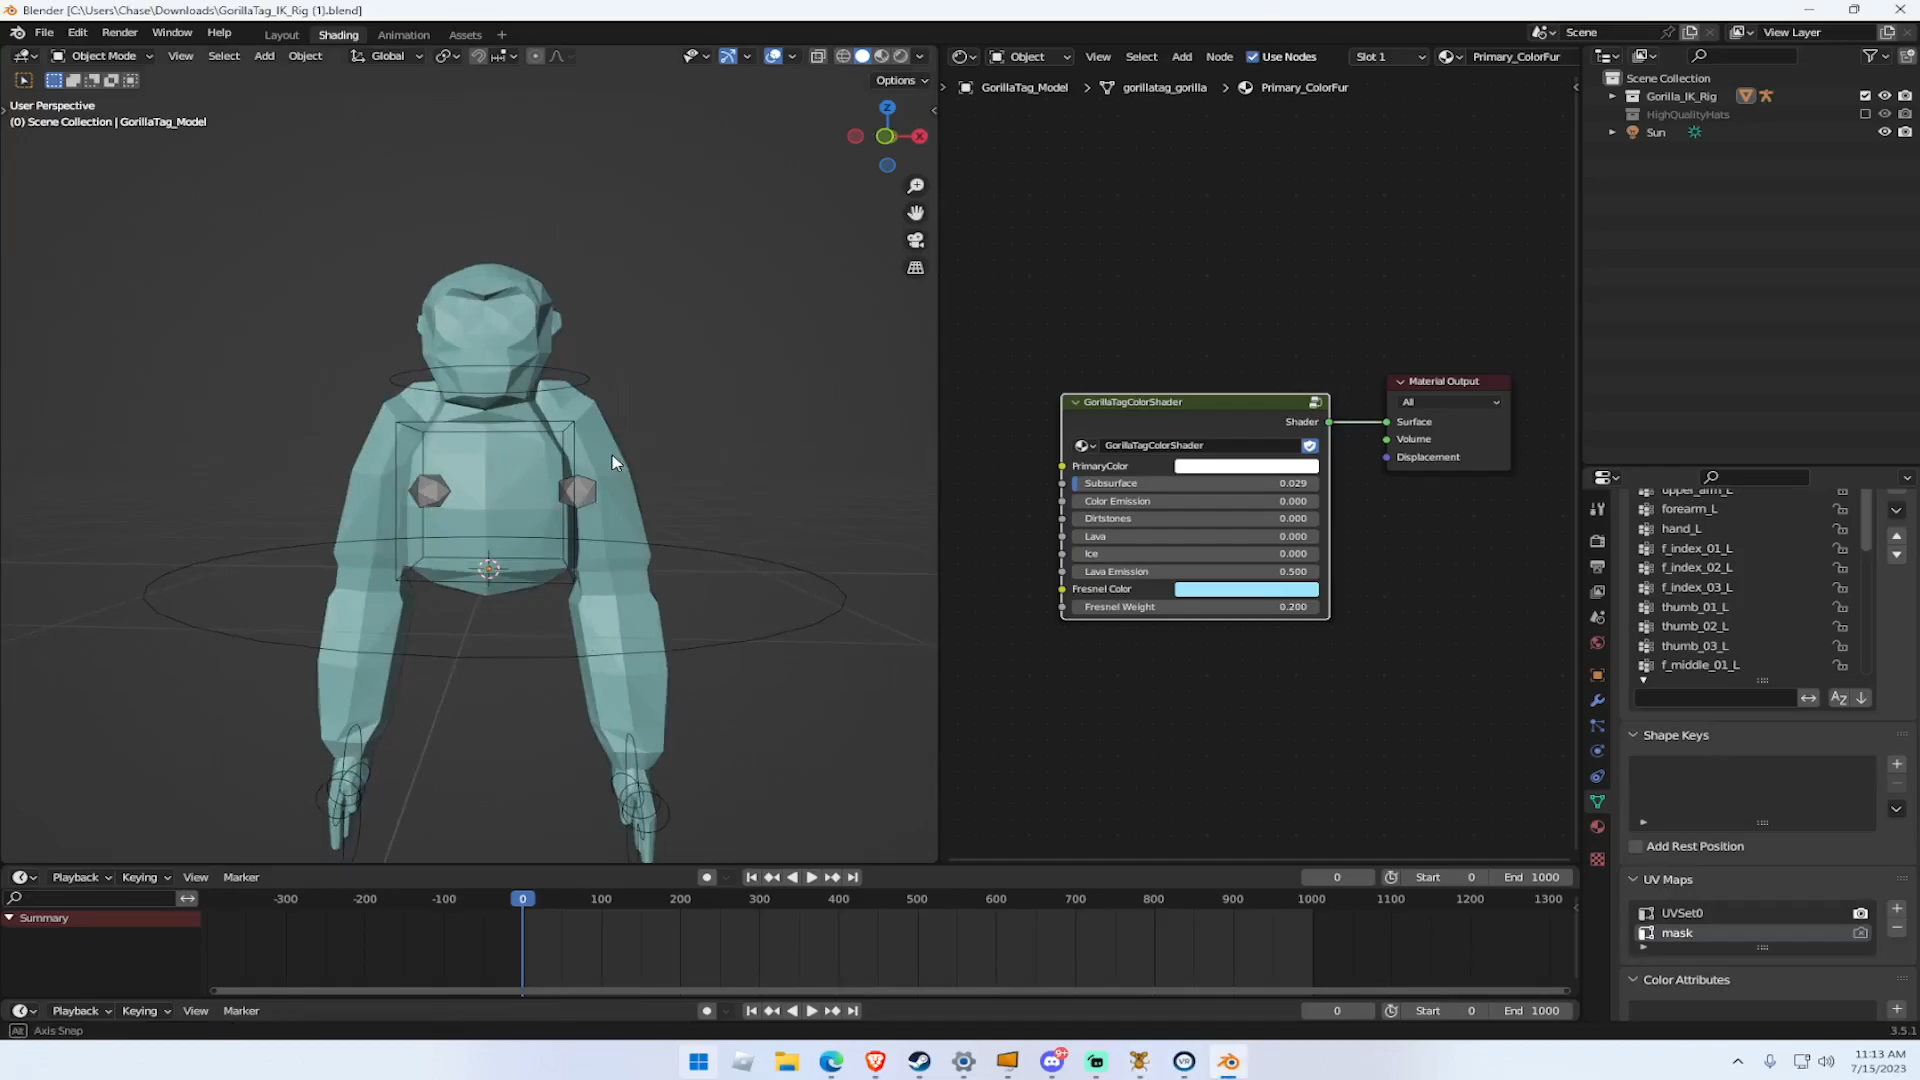 Blender [C:\Users\Chase\Downloads\GorillaTag_IK_Rig (1).blend]
File Edit Render Window Help Layout Shading Animation Assets + Scene View Layer
Object Mode View Select Add Object Global
Object View Select Add Node Use Nodes Slot 1 Primary_ColorFur
Options
User Perspective
(0) Scene Collection | GorillaTag_Model
Z
X
GorillaTag_Model > gorillatag_gorilla > Primary_ColorFur
Scene Collection
Gorilla_IK_Rig
HighQualityHats
Sun
Material Output
All
Surface
Volume
Displacement
GorillaTagColorShader
Shader
GorillaTagColorShader
PrimaryColor
Subsurface 0.029
Color Emission 0.000
Dirtstones 0.000
Lava 0.000
Ice 0.000
Lava Emission 0.500
Fresnel Color
Fresnel Weight 0.200
upper_arm_L
forearm_L
hand_L
f_index_01_L
f_index_02_L
f_index_03_L
thumb_01_L
thumb_02_L
thumb_03_L
f_middle_01_L
AZ
Shape Keys
Add Rest Position
UV Maps
UVSet0
mask
Color Attributes
Playback Keying View Marker 0 Start 0 End 1000
-300 -200 -100 0 100 200 300 400 500 600 700 800 900 1000 1100 1200 1300
Summary
Playback Keying View Marker 0 Start 0 End 1000
Alt Axis Snap
3.5.1
9+
VR
11:13 AM
7/15/2023